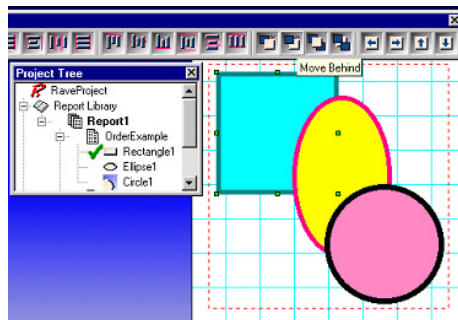 Move Behind
Project Tree
RaveProject
Report Library
Report1
OrderExample
Rectangle1
Ellipse1
Circle1